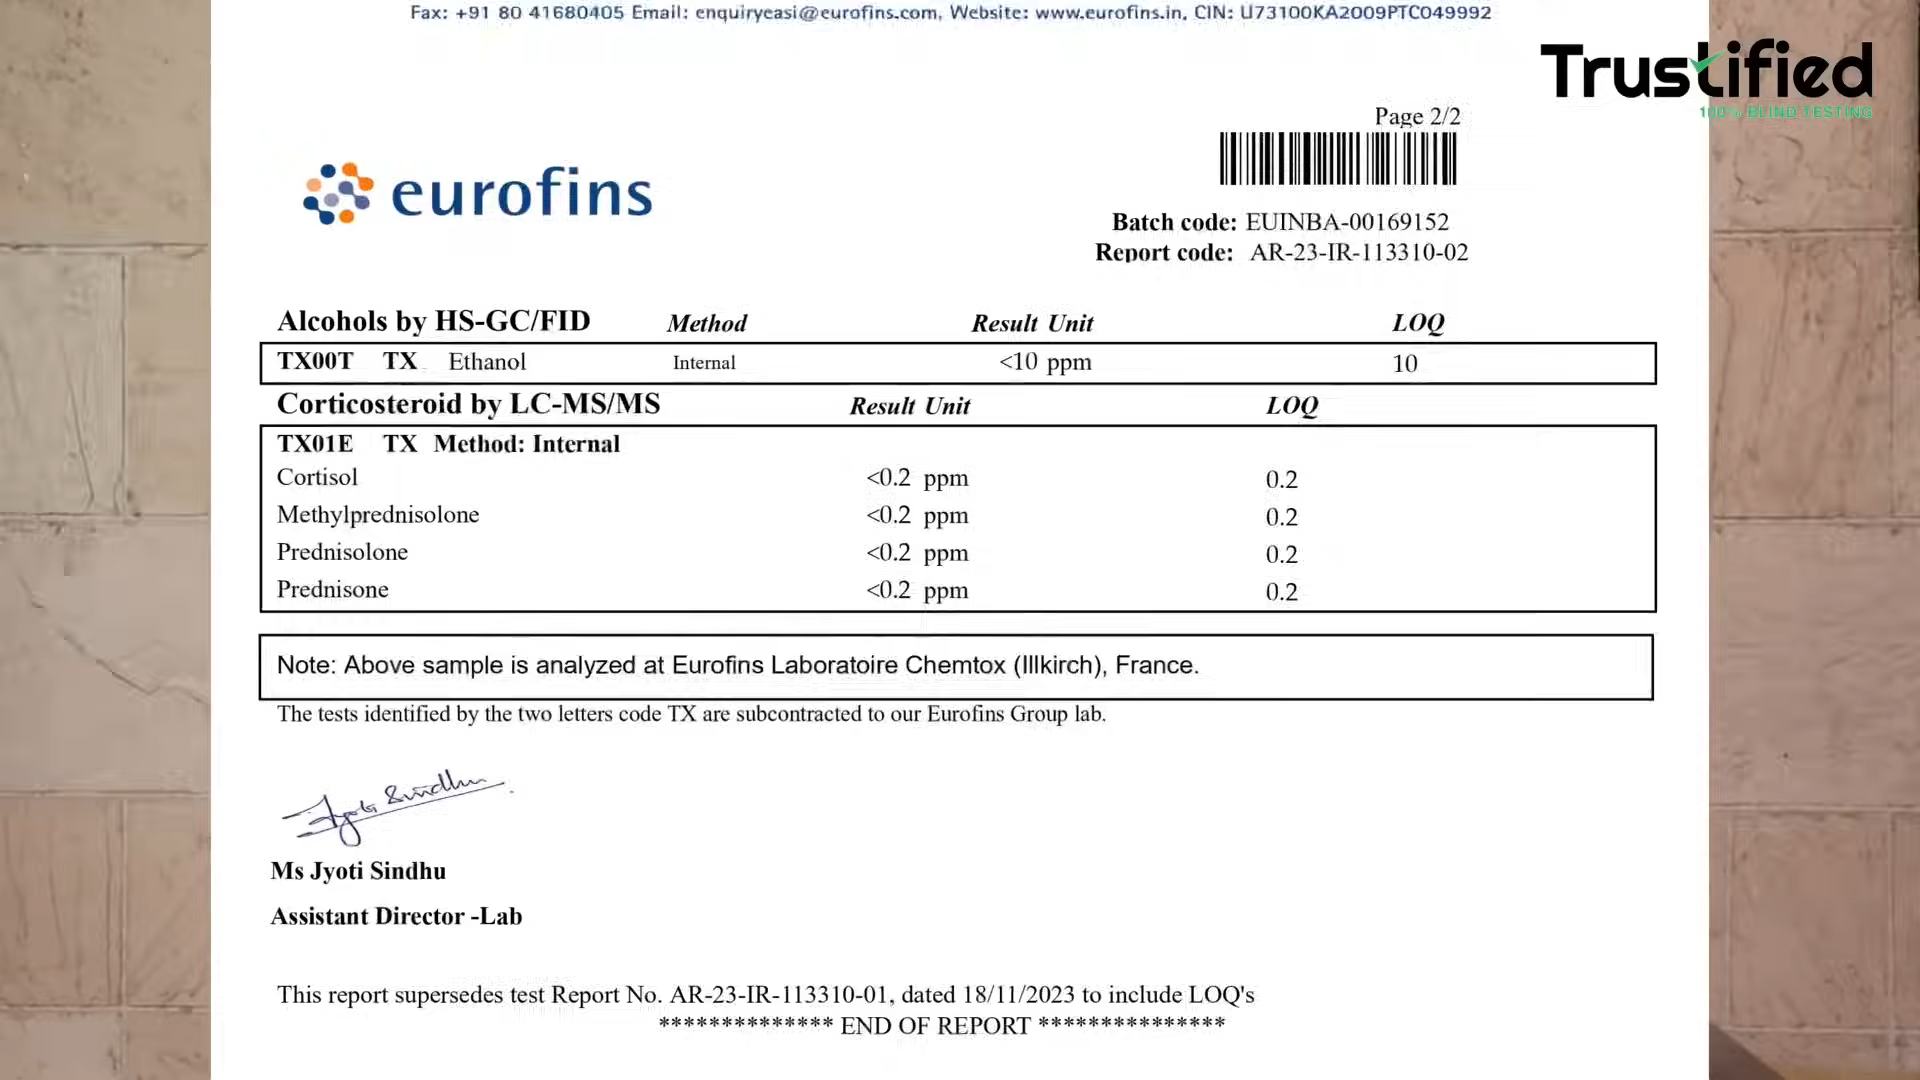 Fax: +91 80 41680405 Email: enquiryeasi@eurofins.com, Website: www.eurofins.in, CIN: U73100KA2009PTC049992
Trustified
100% BLIND TESTING
Page 2/2
eurofins
Batch code: EUINBA-00169152
Report code: AR-23-IR-113310-02
Alcohols by HS-GC/FID Method Result Unit LOQ
TX00T TX Ethanol Internal <10 ppm 10
Corticosteroid by LC-MS/MS Result Unit LOQ
TX01E TX Method: Internal
Cortisol <0.2 ppm 0.2
Methylprednisolone <0.2 ppm 0.2
Prednisolone <0.2 ppm 0.2
Prednisone <0.2 ppm 0.2
Note: Above sample is analyzed at Eurofins Laboratoire Chemtox (Illkirch), France.
The tests identified by the two letters code TX are subcontracted to our Eurofins Group lab.
Jyoti Sindhu
Ms Jyoti Sindhu
Assistant Director -Lab
This report supersedes test Report No. AR-23-IR-113310-01, dated 18/11/2023 to include LOQ's
************** END OF REPORT ***************